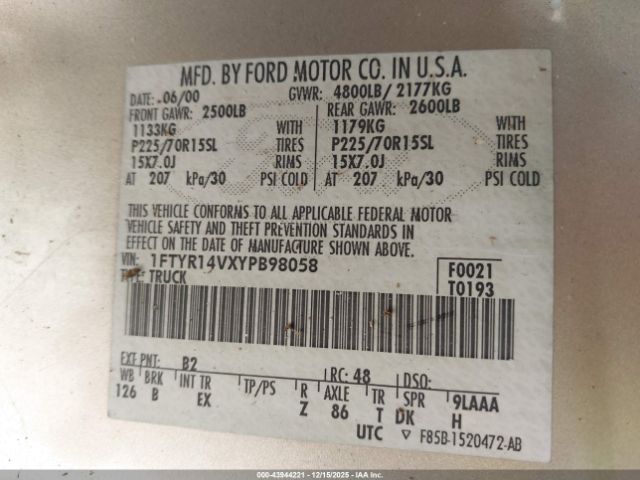 MFD. BY FORD MOTOR CO. IN U.S.A.
DATE: 06/00 GVWR: 4800LB/ 2177KG
FRONT GAWR: 2500LB REAR GAWR: 2600LB
1133KG WITH 1179KG WITH
P225/70R15SL TIRES P225/70R15SL TIRES
15X7.0J RIMS 15X7.0J RIMS
AT 207 kPa/30 PSI COLD AT 207 kPa/30 PSI COLD
THIS VEHICLE CONFORMS TO ALL APPLICABLE FEDERAL MOTOR
VEHICLE SAFETY AND THEFT PREVENTION STANDARDS IN
EFFECT ON THE DATE OF MANUFACTURE SHOWN ABOVE.
VIN: 1FTYR14VXYPB98058 F0021
TYPE: TRUCK T0193
EXT PNT: B2 RC: 48 DSO:
WB BRK INT TR TP/PS R AXLE TR SPR 9LAAA
126 B EX Z 86 T DK H
UTC ▽ F85B-1520472-AB
000-43944221 - 12/15/2025 - IAAI.COM